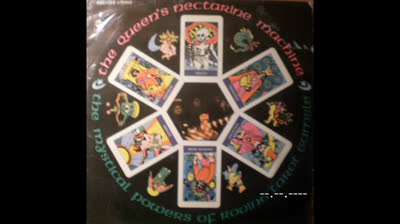 the queen's nectarine machine
the mystical powers of roving tarot gamble
--.--.----